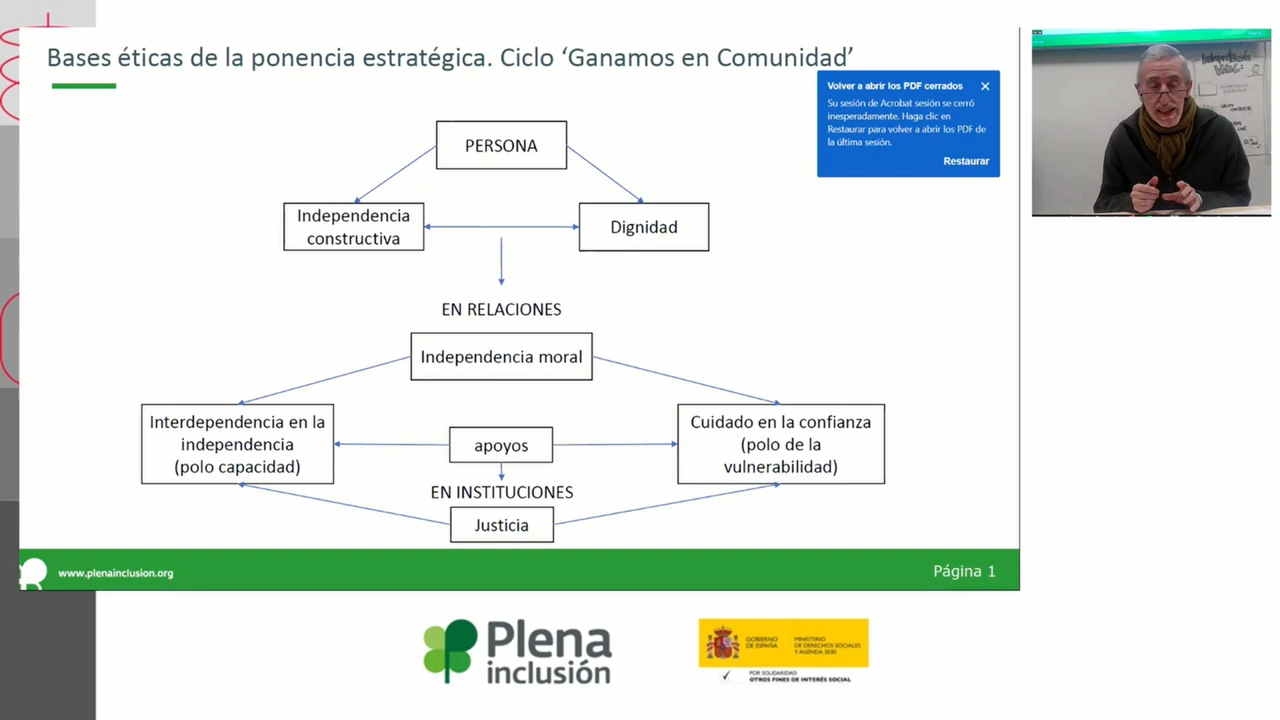 Bases éticas de la ponencia estratégica. Ciclo ‘Ganamos en Comunidad’
Volver a abrir los PDF cerrados
Su sesión de Acrobat sesión se cerró
inesperadamente. Haga clic en
Restaurar para volver a abrir los PDF de
la última sesión.
Restaurar
PERSONA
Independencia
constructiva
Dignidad
EN RELACIONES
Independencia moral
Interdependencia en la
independencia
(polo capacidad)
apoyos
Cuidado en la confianza
(polo de la
vulnerabilidad)
EN INSTITUCIONES
Justicia
www.plenainclusion.org
Página 1
Plena
inclusión
GOBIERNO
DE ESPAÑA
MINISTERIO
DE DERECHOS SOCIALES
Y AGENDA 2030
POR SOLIDARIDAD
OTROS FINES DE INTERÉS SOCIAL